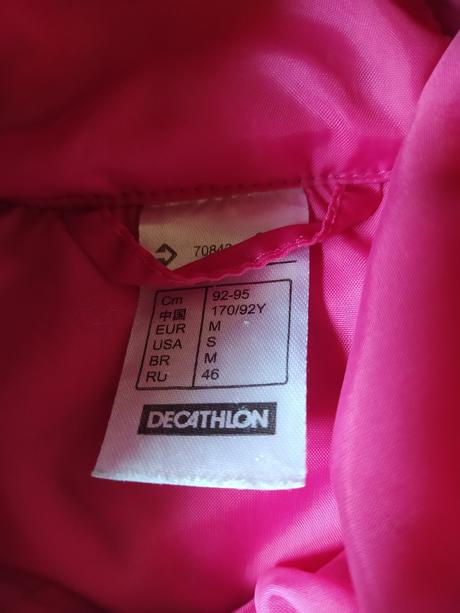 Cm 92-95
中国 170/92Y
EUR M
USA S
BR M
RU 46
DECATHLON